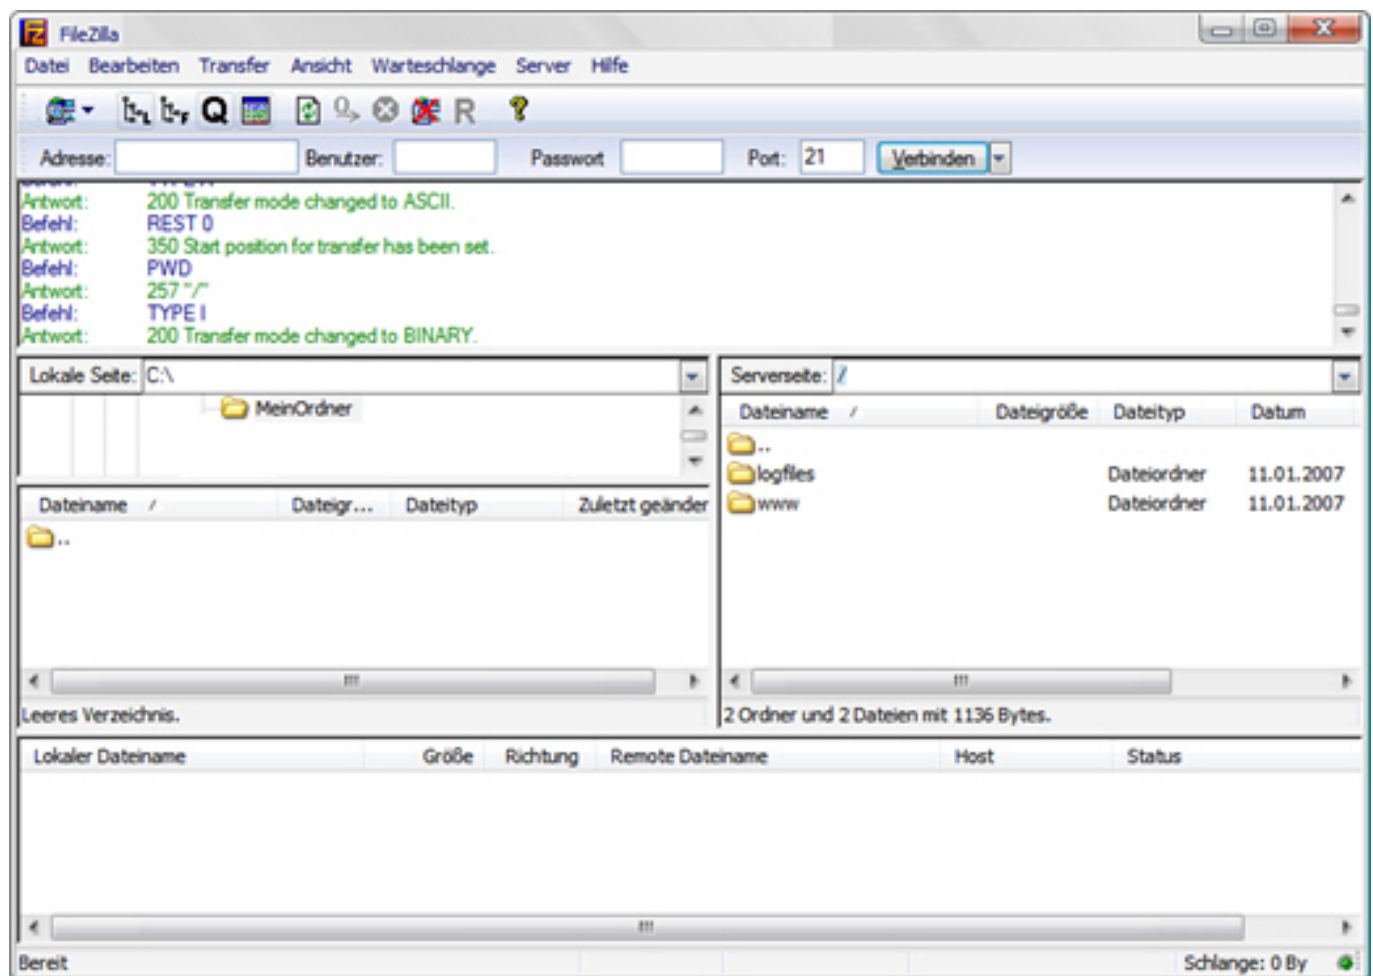 FileZilla
Datei Bearbeiten Transfer Ansicht Warteschlange Server Hilfe
Q R ?
Adresse: Benutzer: Passwort Port: 21 Verbinden
Antwort: 200 Transfer mode changed to ASCII.
Befehl: REST 0
Antwort: 350 Start position for transfer has been set.
Befehl: PWD
Antwort: 257 "/"
Befehl: TYPE I
Antwort: 200 Transfer mode changed to BINARY.
Lokale Seite: C:\
MeinOrdner
Dateiname / Dateigr... Dateityp Zuletzt geänder
..
Leeres Verzeichnis.
Serverseite: /
Dateiname / Dateigröße Dateityp Datum
..
logfiles Dateiordner 11.01.2007
www Dateiordner 11.01.2007
2 Ordner und 2 Dateien mit 1136 Bytes.
Lokaler Dateiname Größe Richtung Remote Dateiname Host Status
Bereit Schlange: 0 By